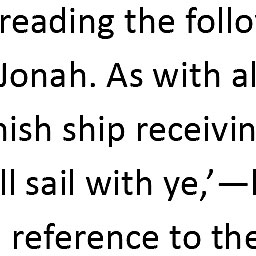 reading the follo
Jonah. As with al
nish ship receivin
ll sail with ye,’—
reference to the